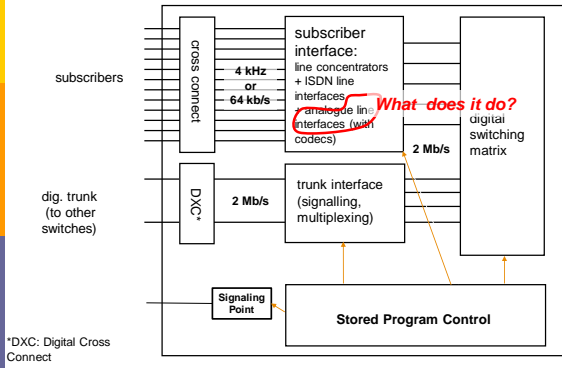 subscribers
cross connect
4 kHz
or
64 kb/s
subscriber
interface:
line concentrators
+ ISDN line
interfaces
+ analogue line
interfaces (with
codecs)
What does it do?
digital
switching
matrix
2 Mb/s
dig. trunk
(to other
switches)
DXC*
2 Mb/s
trunk interface
(signalling,
multiplexing)
Signaling
Point
Stored Program Control
*DXC: Digital Cross
Connect